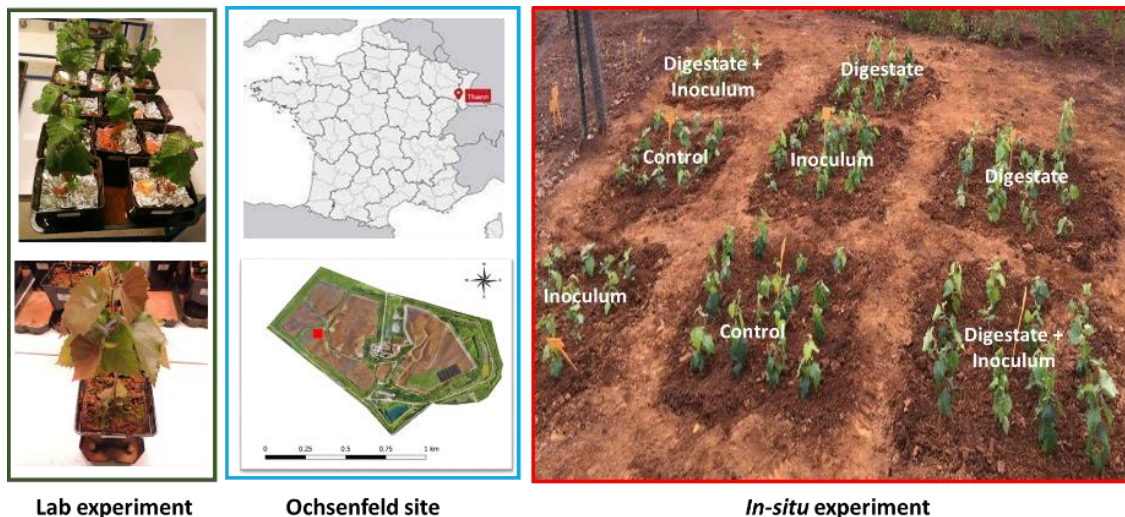 Thann
0 0.25 0.5 0.75 1 km
Digestate +
Inoculum
Digestate
Control
Inoculum
Digestate
Inoculum
Control
Digestate +
Inoculum
Lab experiment
Ochsenfeld site
In-situ experiment